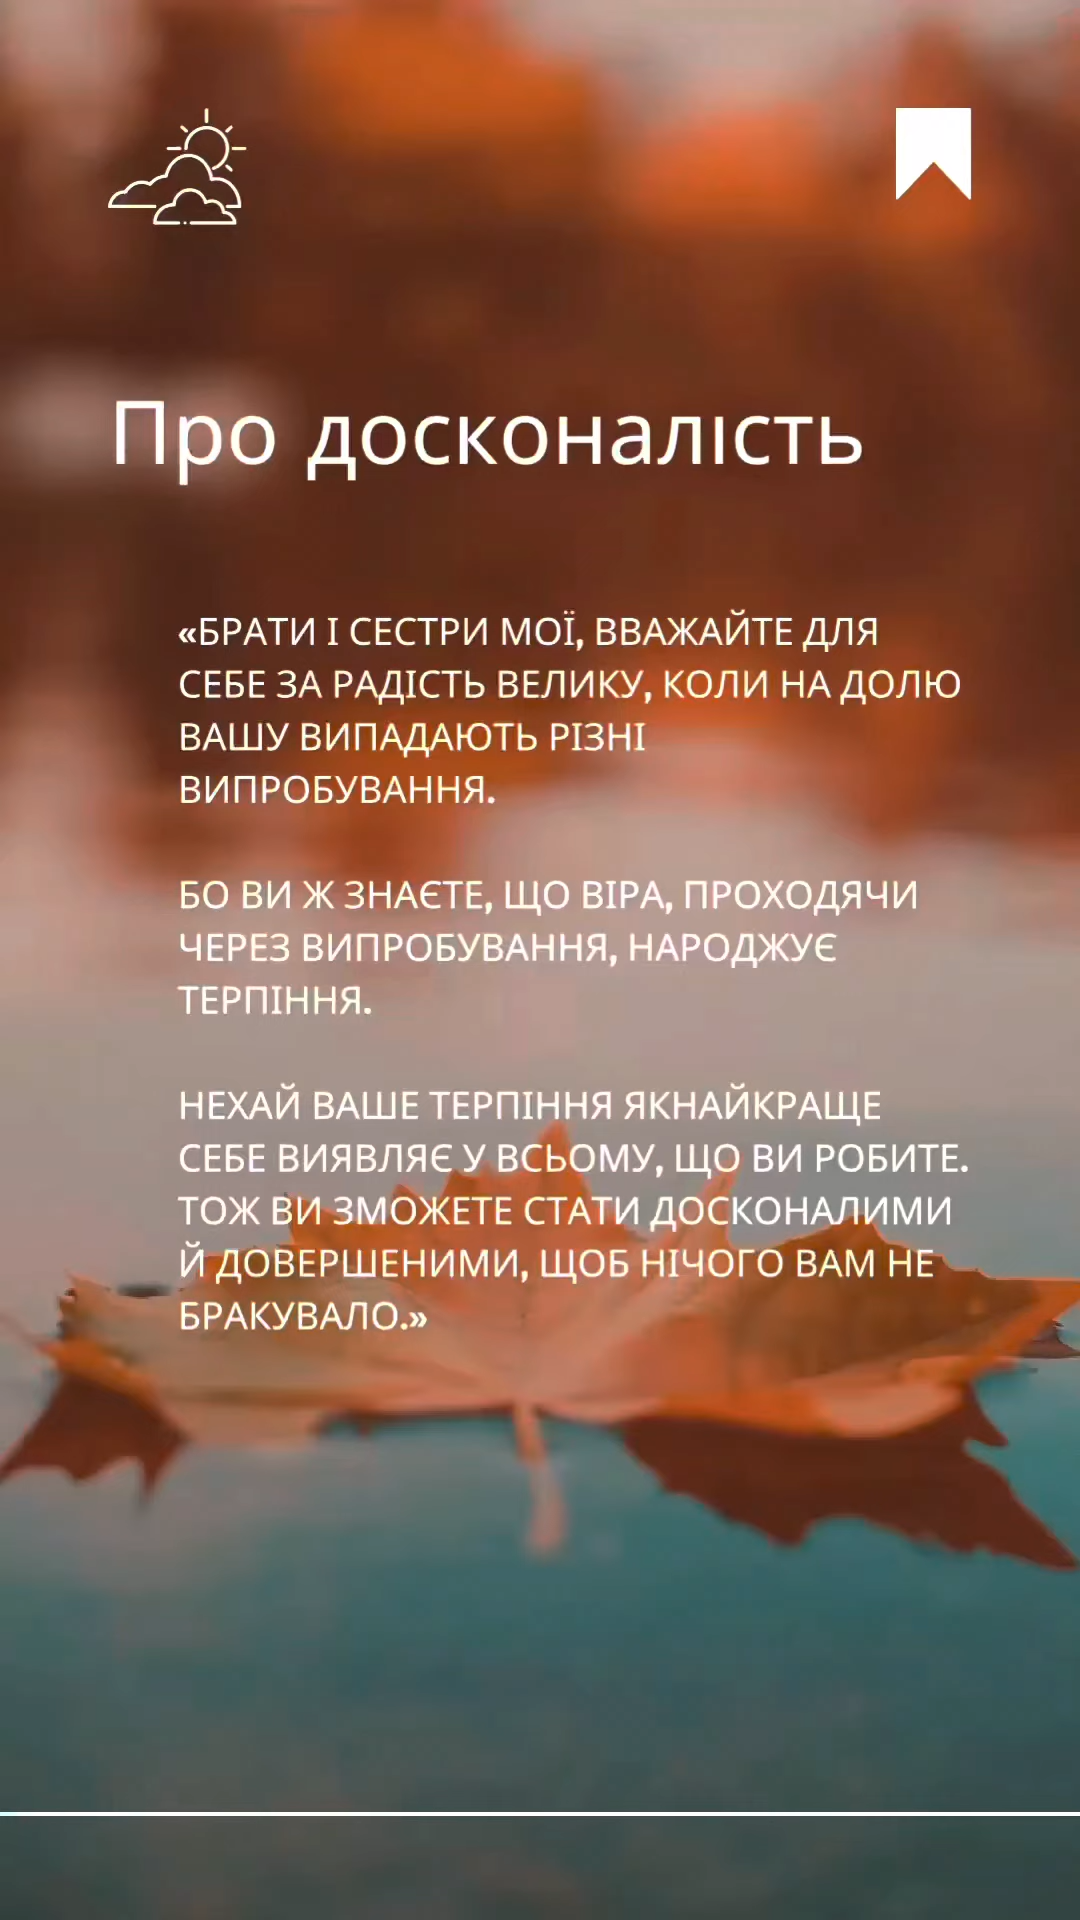 Про досконалість
«БРАТИ І СЕСТРИ МОЇ, ВВАЖАЙТЕ ДЛЯ
СЕБЕ ЗА РАДІСТЬ ВЕЛИКУ, КОЛИ НА ДОЛЮ
ВАШУ ВИПАДАЮТЬ РІЗНІ
ВИПРОБУВАННЯ.
БО ВИ Ж ЗНАЄТЕ, ЩО ВІРА, ПРОХОДЯЧИ
ЧЕРЕЗ ВИПРОБУВАННЯ, НАРОДЖУЄ
ТЕРПІННЯ.
НЕХАЙ ВАШЕ ТЕРПІННЯ ЯКНАЙКРАЩЕ
СЕБЕ ВИЯВЛЯЄ У ВСЬОМУ, ЩО ВИ РОБИТЕ.
ТОЖ ВИ ЗМОЖЕТЕ СТАТИ ДОСКОНАЛИМИ
Й ДОВЕРШЕНИМИ, ЩОБ НІЧОГО ВАМ НЕ
БРАКУВАЛО.»